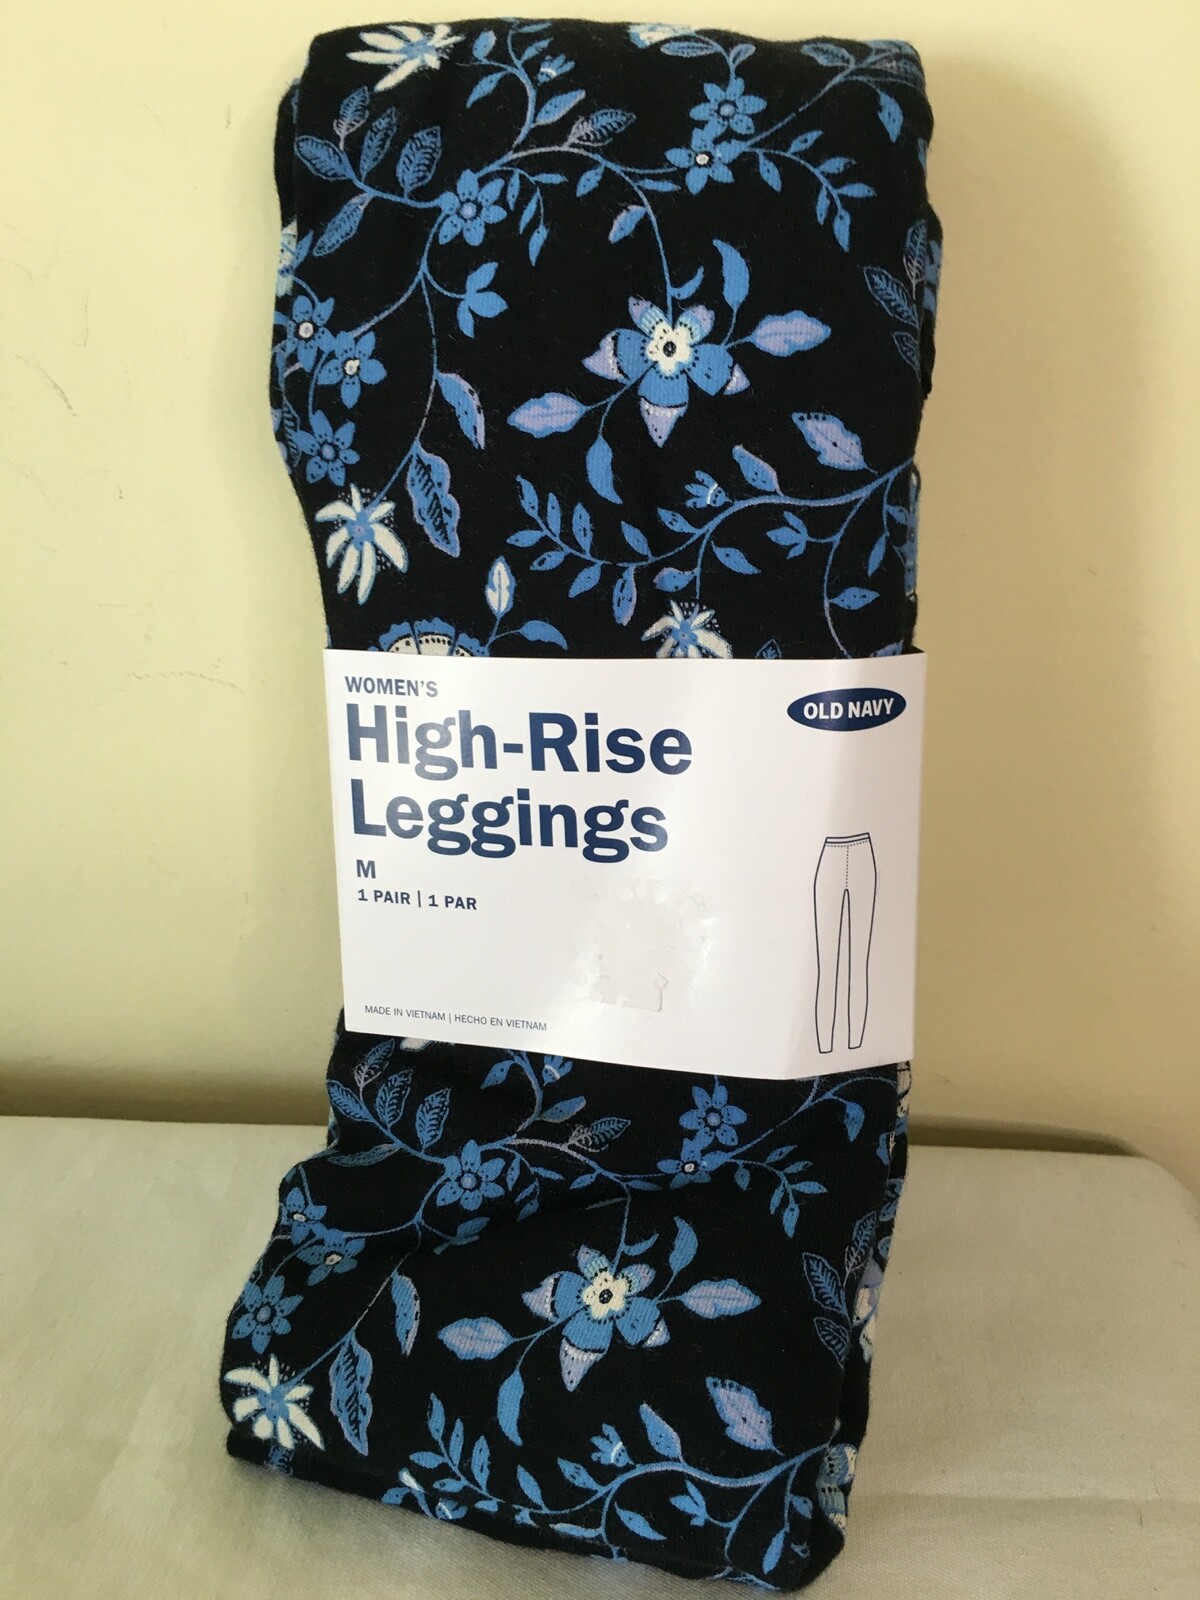 WOMEN'S
OLD NAVY
High-Rise
Leggings
M
1 PAIR | 1 PAR
MADE IN VIETNAM | HECHO EN VIETNAM